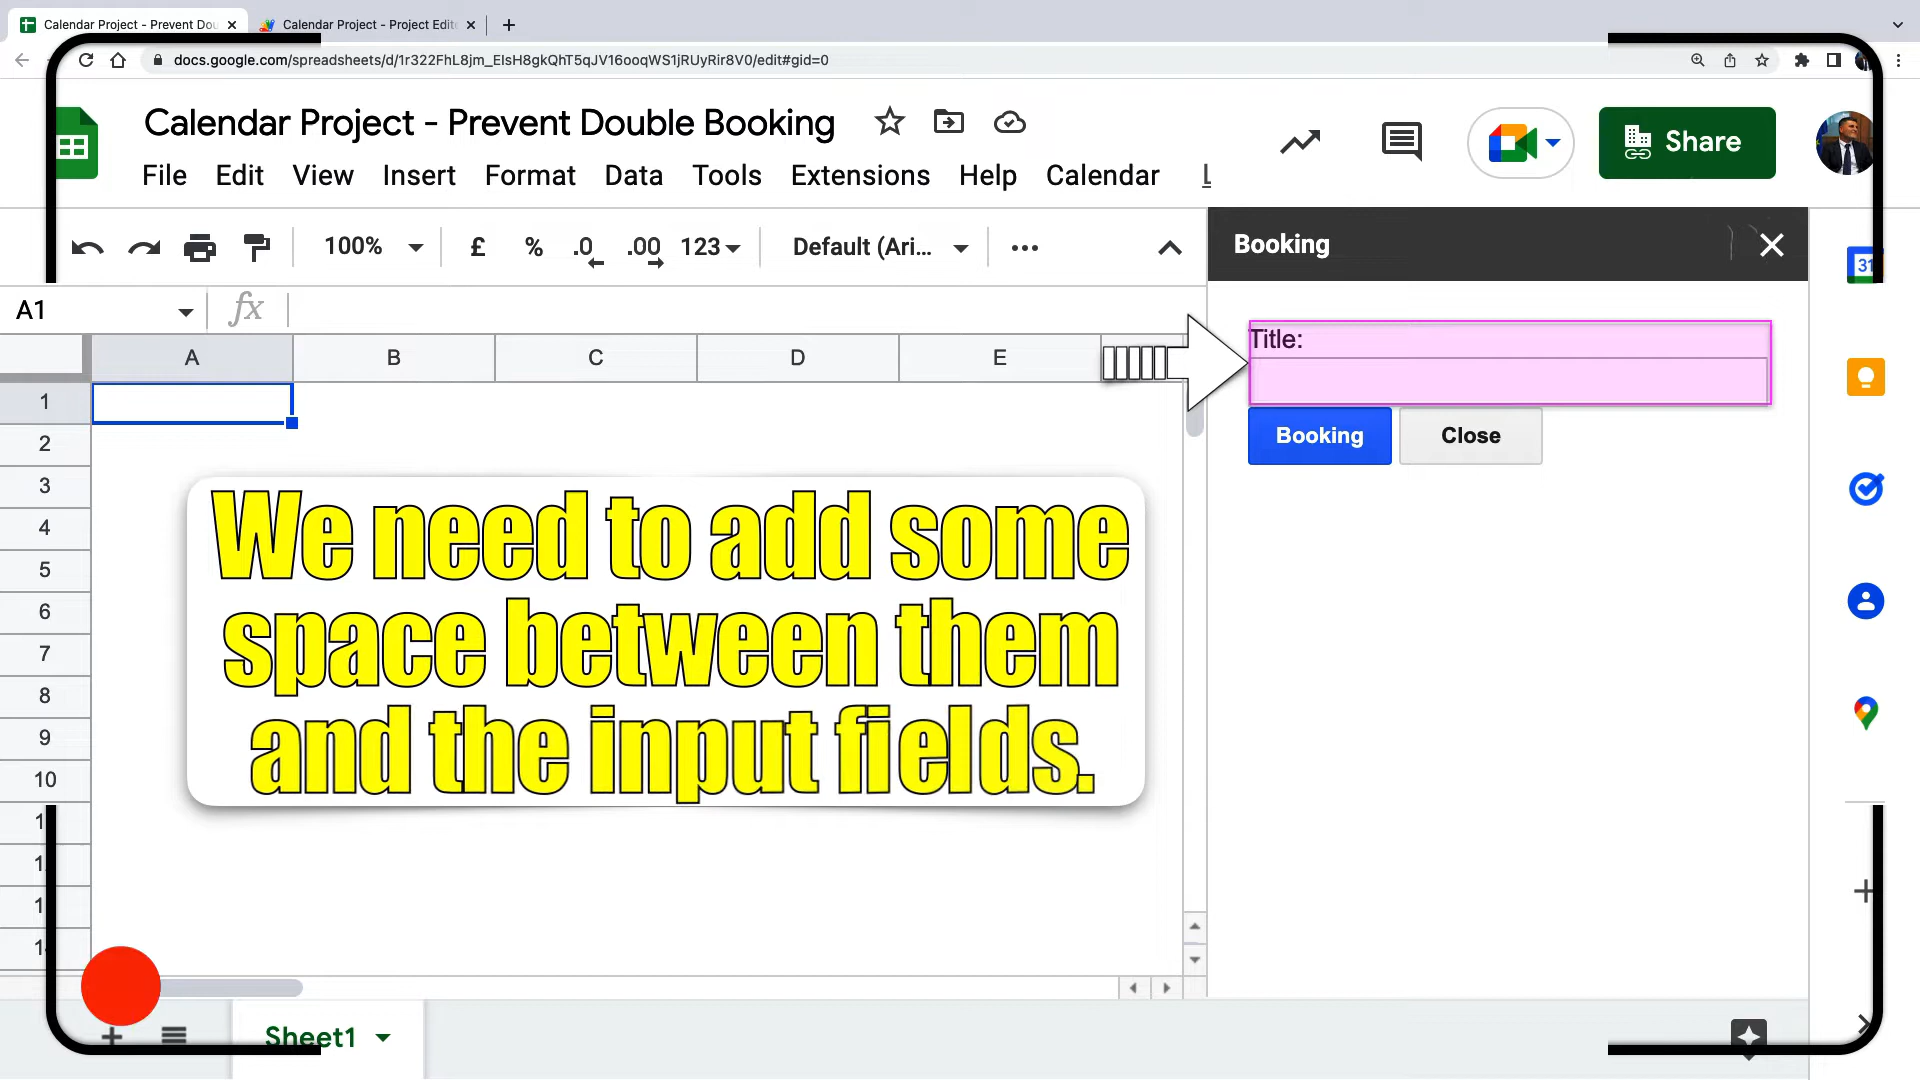 Calendar Project - Prevent Dou
Calendar Project - Project Edit
docs.google.com/spreadsheets/d/1r322FhL8jm_EIsH8gkQhT5qJV16ooqWS1jRUyRir8V0/edit#gid=0
Calendar Project - Prevent Double Booking
Share
File Edit View Insert Format Data Tools Extensions Help Calendar L
100% £ % .0 .00 123 Default (Ari...
Booking
31
A1 fx
Title:
A B C D E
1
2
Booking Close
3
4
5
6
7
8
9
10
We need to add some
space between them
and the input fields.
Sheet1